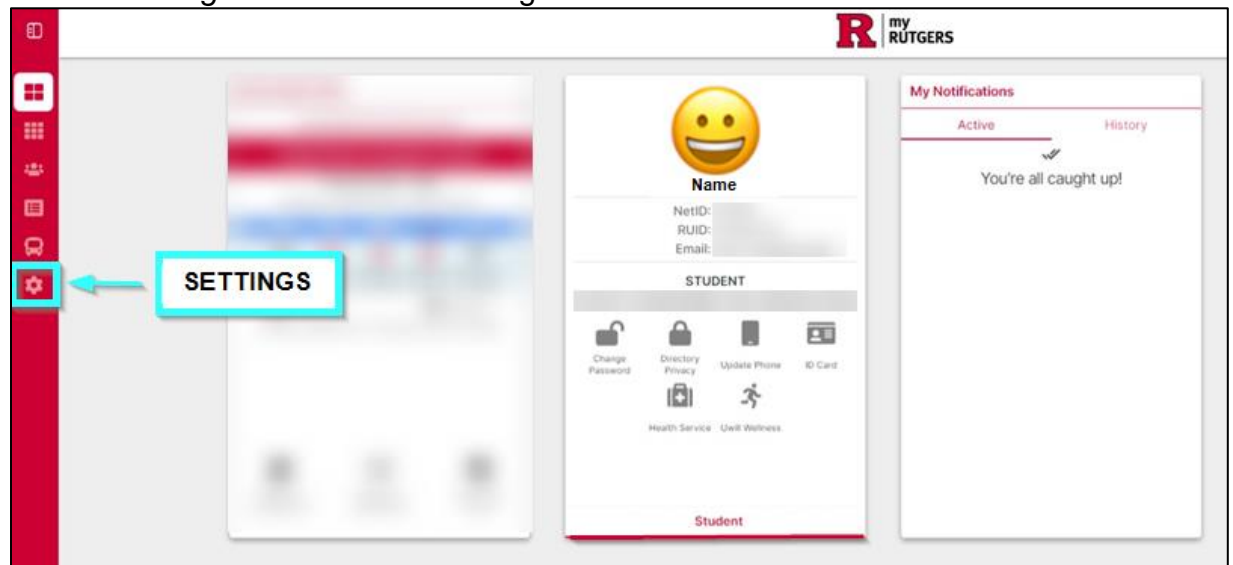 my
RUTGERS
SETTINGS
Name
NetID:
RUID:
Email:
STUDENT
Change Password
Directory Privacy
Update Phone
ID Card
Health Service
Uwill Wellness
Student
My Notifications
Active
History
You're all caught up!